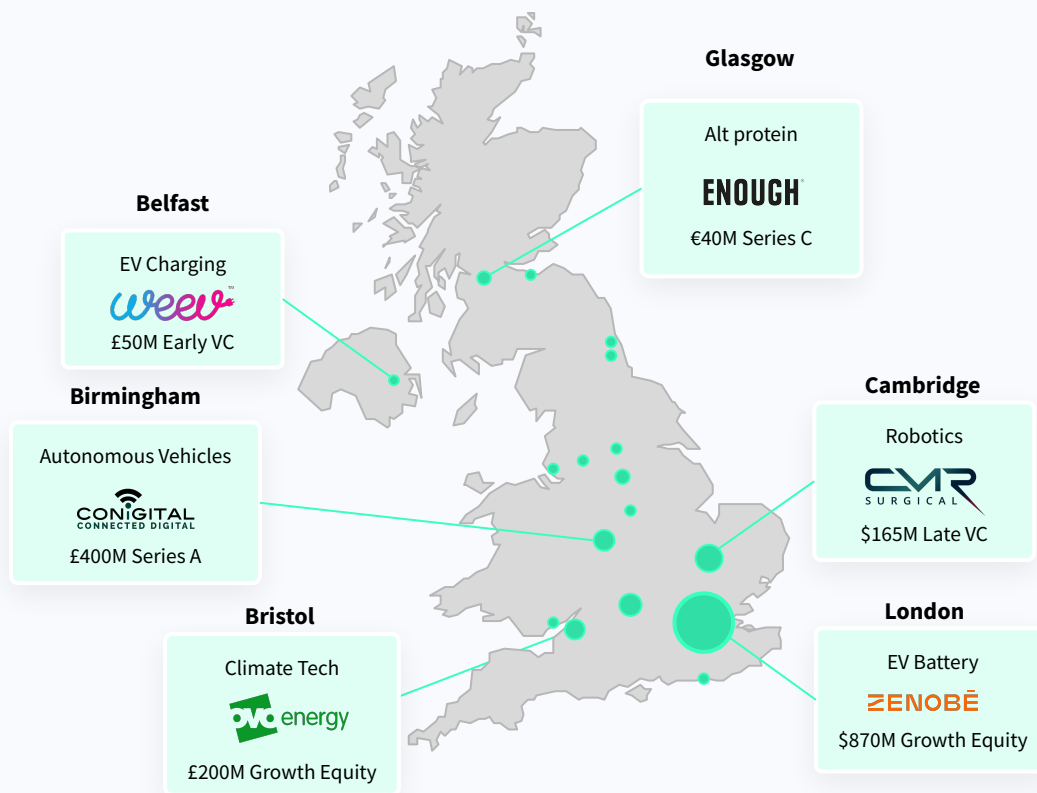 Glasgow
Alt protein
ENOUGH
€40M Series C
Belfast
EV Charging
weev™
£50M Early VC
Birmingham
Autonomous Vehicles
CONIGITAL
CONNECTED DIGITAL
£400M Series A
Cambridge
Robotics
CMR
SURGICAL
$165M Late VC
Bristol
Climate Tech
ovo energy
£200M Growth Equity
London
EV Battery
ZENOBĒ
$870M Growth Equity